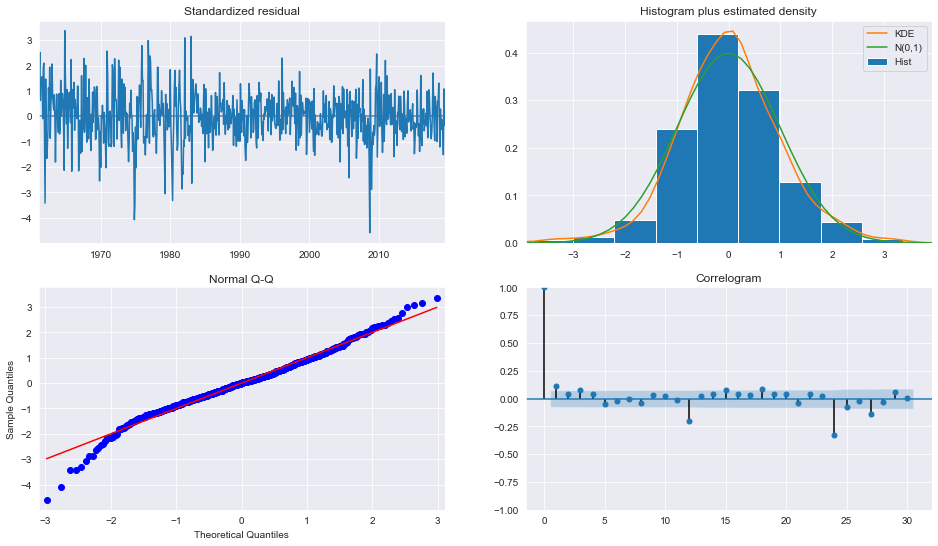 Standardized residual
3
2
1
0
−1
−2
−3
−4
1970 1980 1990 2000 2010
Histogram plus estimated density
KDE
N(0,1)
Hist
0.4
0.3
0.2
0.1
0.0
−3 −2 −1 0 1 2 3
Normal Q-Q
Sample Quantiles
3
2
1
0
−1
−2
−3
−4
−3 −2 −1 0 1 2 3
Theoretical Quantiles
Correlogram
1.00
0.75
0.50
0.25
0.00
−0.25
−0.50
−0.75
−1.00
0 5 10 15 20 25 30